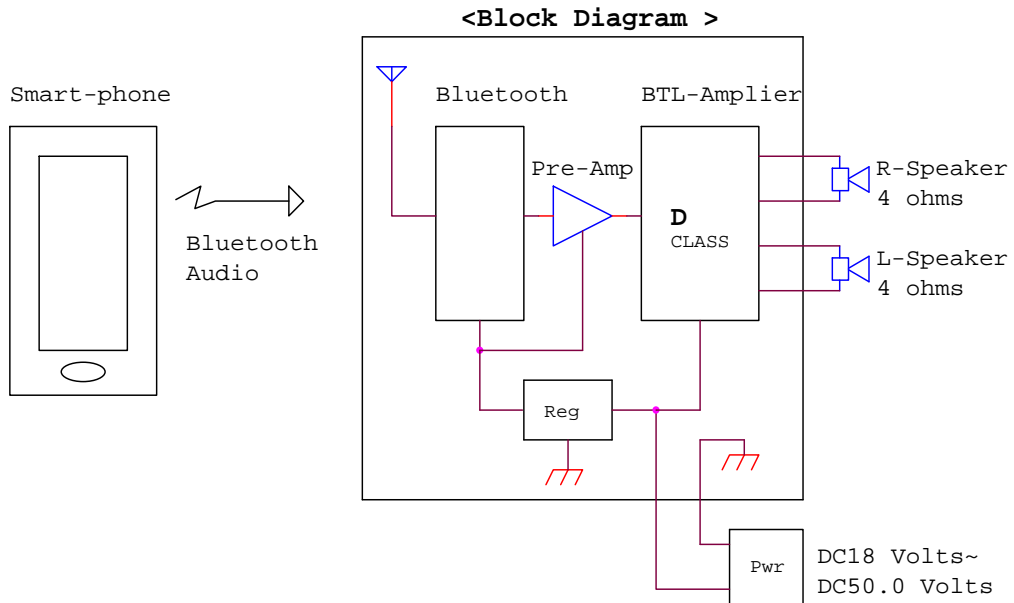 <Block Diagram >
Smart-phone
Bluetooth
BTL-Amplier
Pre-Amp
R-Speaker
4 ohms
D
CLASS
Bluetooth
Audio
L-Speaker
4 ohms
Reg
Pwr
DC18 Volts~
DC50.0 Volts